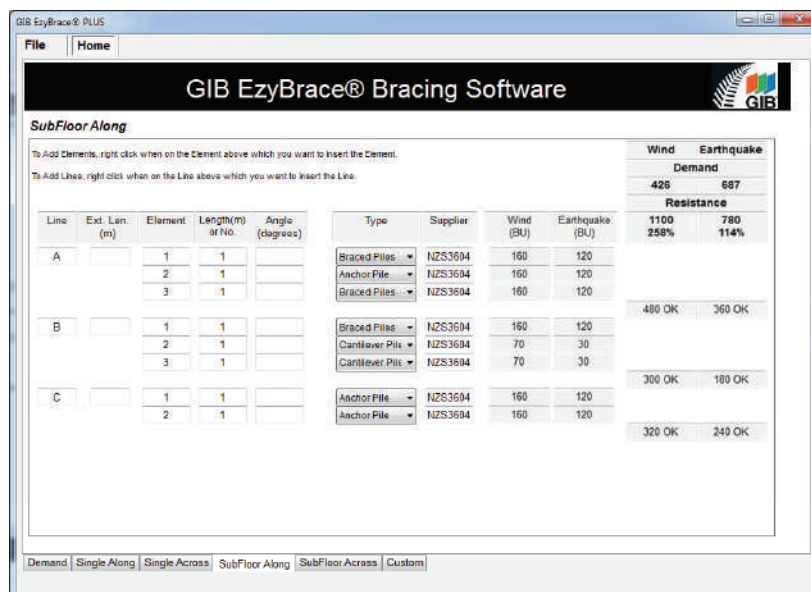 GIB EzyBrace® PLUS
File Home
GIB EzyBrace® Bracing Software
GIB
SubFloor Along
To Add Elements, right click when on the Element above which you want to insert the Element.
To Add Lines, right click when on the Line above which you want to insert the Line.
Wind Earthquake
Demand
426 687
Resistance
1100 780
258% 114%
Line Ext. Len. (m) Element Length(m) or No. Angle (degrees) Type Supplier Wind (BU) Earthquake (BU)
A 1 1 Braced Piles NZS3604 160 120
2 1 Anchor Pile NZS3604 160 120
3 1 Braced Piles NZS3604 160 120
480 OK 360 OK
B 1 1 Braced Piles NZS3604 160 120
2 1 Cantilever Pile NZS3604 70 30
3 1 Cantilever Pile NZS3604 70 30
300 OK 180 OK
C 1 1 Anchor Pile NZS3604 160 120
2 1 Anchor Pile NZS3604 160 120
320 OK 240 OK
Demand Single Along Single Across SubFloor Along SubFloor Across Custom